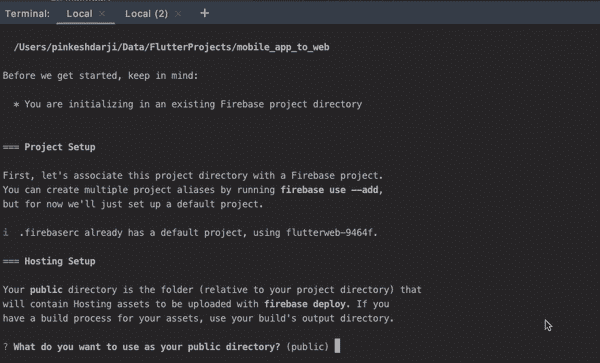 Terminal: Local × Local (2) × +
/Users/pinkeshdarji/Data/FlutterProjects/mobile_app_to_web
Before we get started, keep in mind:
* You are initializing in an existing Firebase project directory
=== Project Setup
First, let's associate this project directory with a Firebase project.
You can create multiple project aliases by running firebase use --add,
but for now we'll just set up a default project.
i .firebaserc already has a default project, using flutterweb-9464f.
=== Hosting Setup
Your public directory is the folder (relative to your project directory) that
will contain Hosting assets to be uploaded with firebase deploy. If you
have a build process for your assets, use your build's output directory.
? What do you want to use as your public directory? (public)